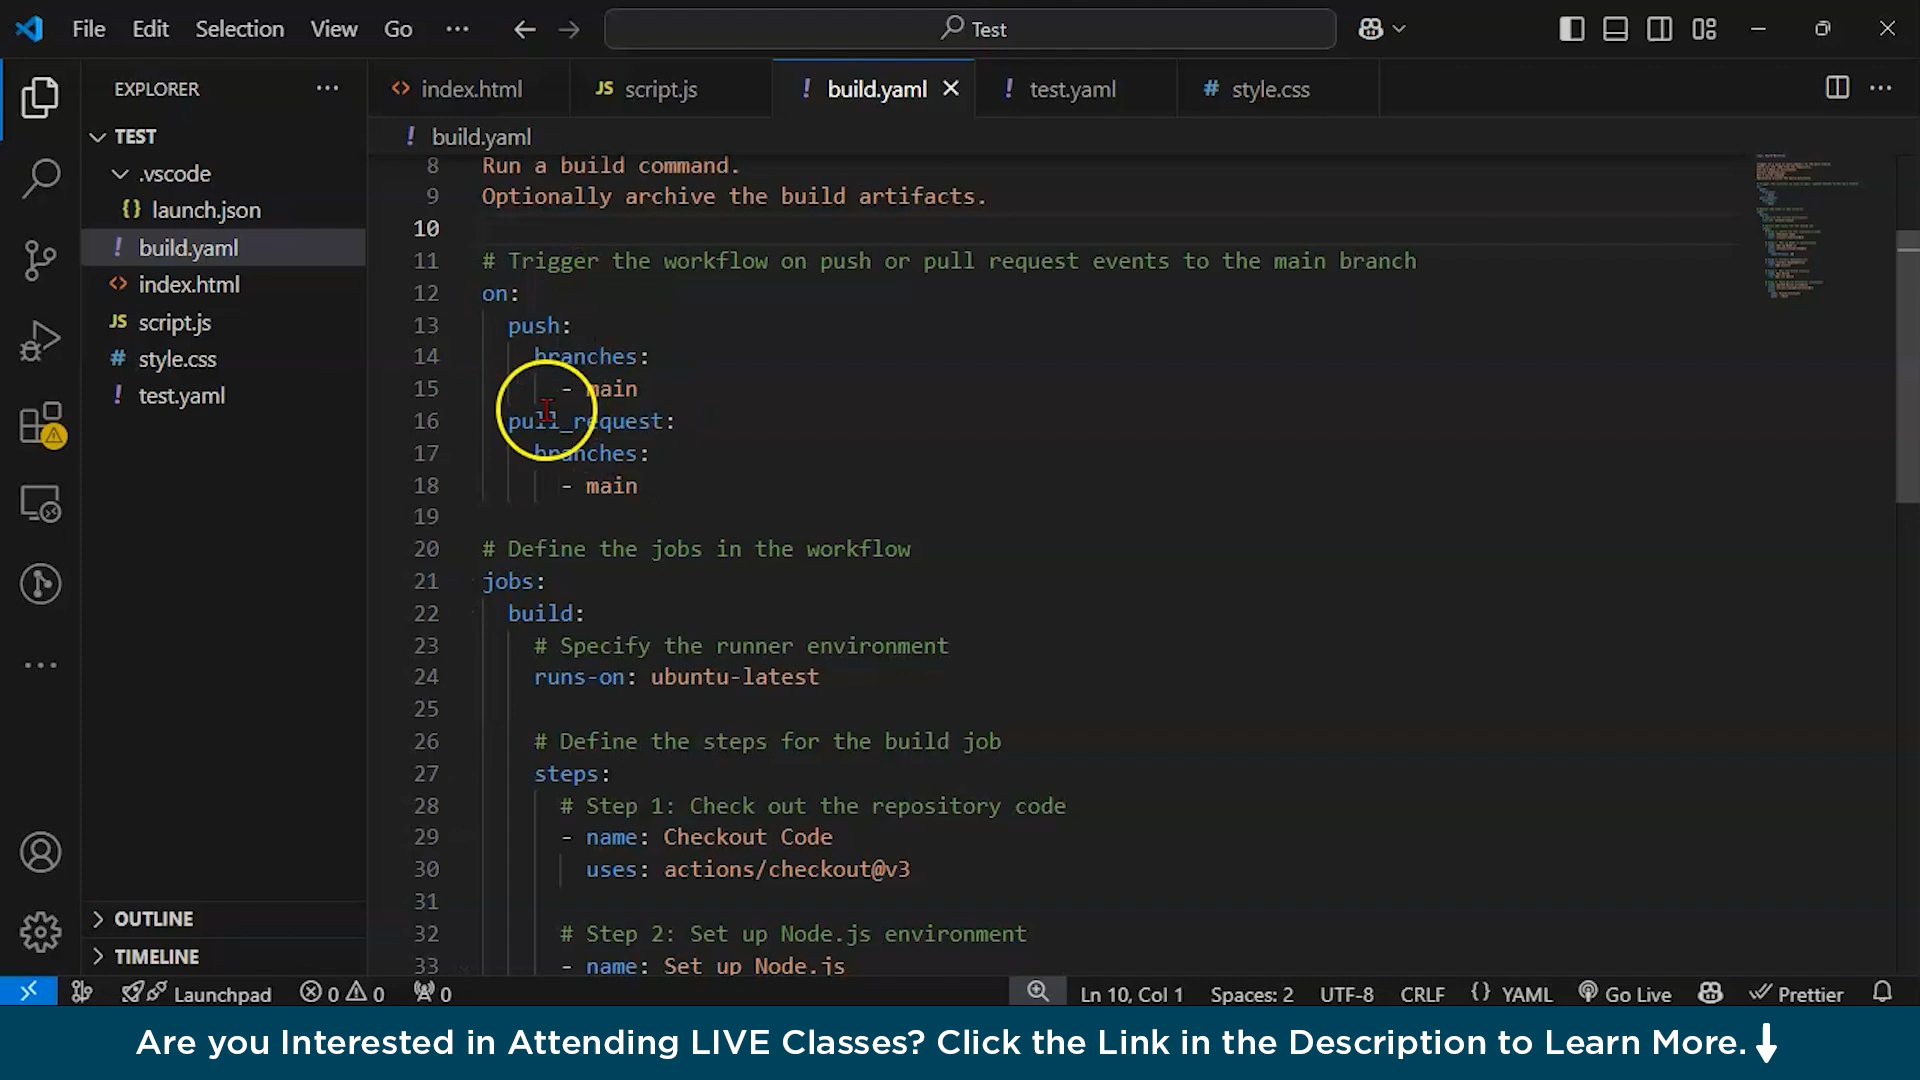 File Edit Selection View Go ··· Test
EXPLORER ···
TEST
.vscode
{} launch.json
! build.yaml
<> index.html
JS script.js
# style.css
! test.yaml
OUTLINE
TIMELINE
<> index.html JS script.js ! build.yaml ! test.yaml # style.css
! build.yaml
8 Run a build command.
9 Optionally archive the build artifacts.
10
11 # Trigger the workflow on push or pull request events to the main branch
12 on:
13 push:
14 branches:
15 - main
16 pull_request:
17 branches:
18 - main
19
20 # Define the jobs in the workflow
21 jobs:
22 build:
23 # Specify the runner environment
24 runs-on: ubuntu-latest
25
26 # Define the steps for the build job
27 steps:
28 # Step 1: Check out the repository code
29 - name: Checkout Code
30 uses: actions/checkout@v3
31
32 # Step 2: Set up Node.js environment
33 - name: Set up Node.js
Launchpad 0 0 0 Ln 10, Col 1 Spaces: 2 UTF-8 CRLF {} YAML Go Live Prettier
Are you Interested in Attending LIVE Classes? Click the Link in the Description to Learn More.